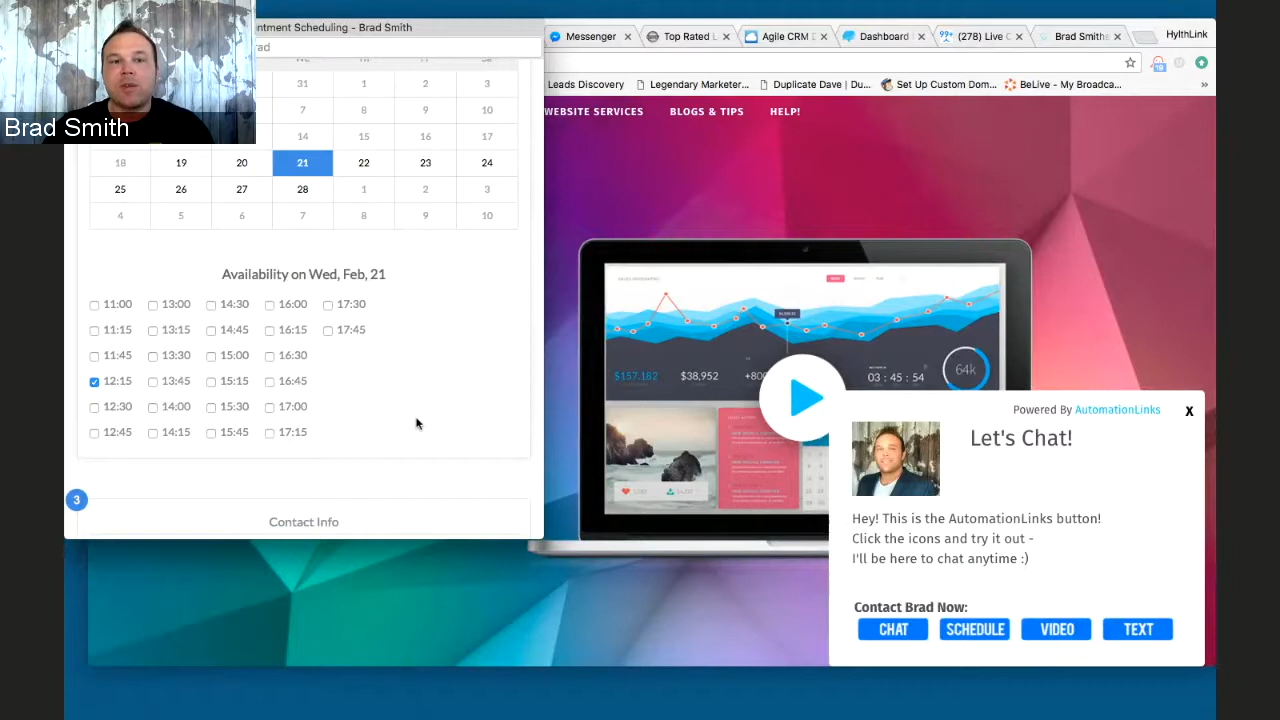 Brad Smith
ntment Scheduling - Brad Smith
rad
31 1 2 3
7 8 9 10
14 15 16 17
18 19 20 21 22 23 24
25 26 27 28 1 2 3
4 5 6 7 8 9 10
Availability on Wed, Feb, 21
11:00 13:00 14:30 16:00 17:30
11:15 13:15 14:45 16:15 17:45
11:45 13:30 15:00 16:30
12:15 13:45 15:15 16:45
12:30 14:00 15:30 17:00
12:45 14:15 15:45 17:15
3
Contact Info
Messenger Top Rated L Agile CRM D Dashboard (278) Live C Brad Smiths HylthLink
Leads Discovery Legendary Marketer... Duplicate Dave | Du... Set Up Custom Dom... BeLive - My Broadca...
WEBSITE SERVICES BLOGS & TIPS HELP!
$157,182 $38,952 +800 03 : 45 : 54 64k
Powered By AutomationLinks X
Let's Chat!
Hey! This is the AutomationLinks button!
Click the icons and try it out -
I'll be here to chat anytime :)
Contact Brad Now:
CHAT SCHEDULE VIDEO TEXT